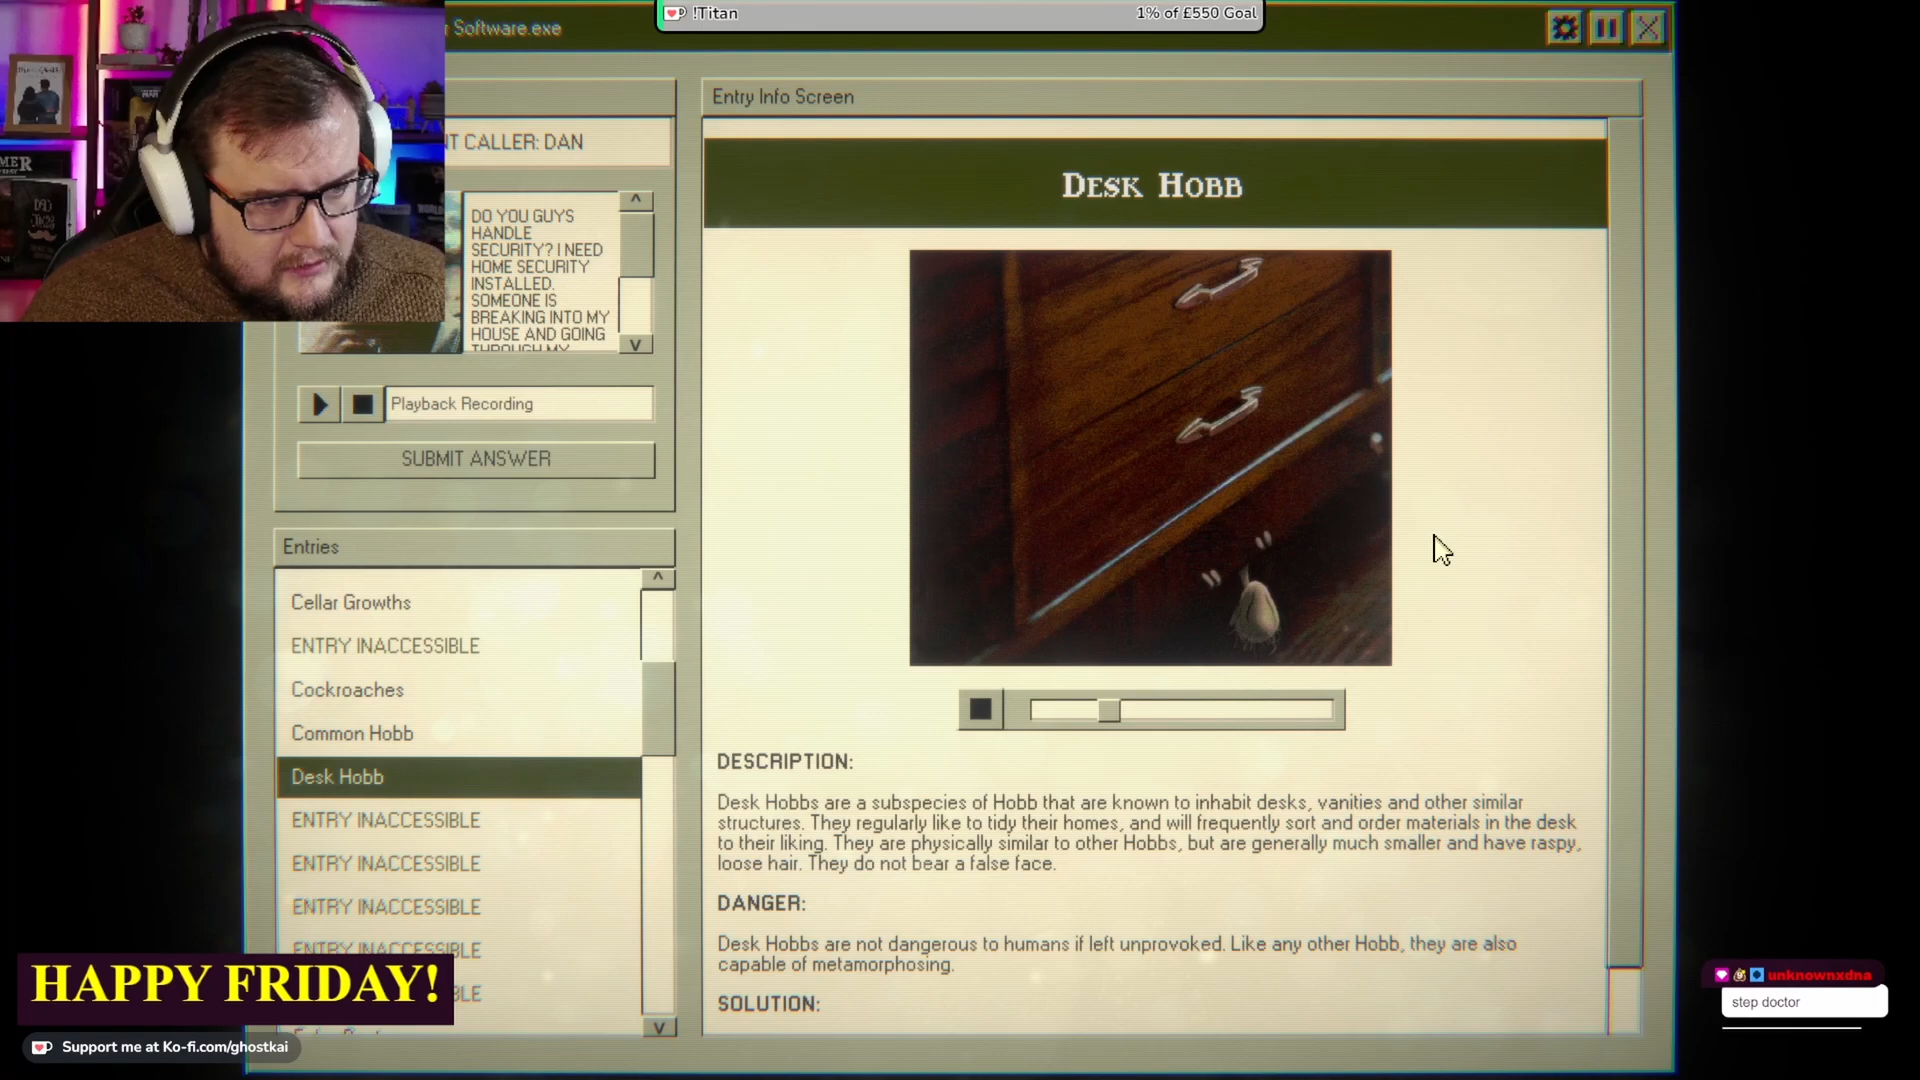 Software.exe
!Titan
1% of £550 Goal
T CALLER: DAN
DO YOU GUYS
HANDLE
SECURITY? I NEED
HOME SECURITY
INSTALLED.
SOMEONE IS
BREAKING INTO MY
HOUSE AND GOING
THROUGH MY
Playback Recording
SUBMIT ANSWER
Entries
Cellar Growths
ENTRY INACCESSIBLE
Cockroaches
Common Hobb
Desk Hobb
ENTRY INACCESSIBLE
ENTRY INACCESSIBLE
ENTRY INACCESSIBLE
ENTRY INACCESSIBLE
BLE
Entry Info Screen
Desk Hobb
DESCRIPTION:
Desk Hobbs are a subspecies of Hobb that are known to inhabit desks, vanities and other similar
structures. They regularly like to tidy their homes, and will frequently sort and order materials in the desk
to their liking. They are physically similar to other Hobbs, but are generally much smaller and have raspy,
loose hair. They do not bear a false face.
DANGER:
Desk Hobbs are not dangerous to humans if left unprovoked. Like any other Hobb, they are also
capable of metamorphosing.
SOLUTION:
HAPPY FRIDAY!
Support me at Ko-fi.com/ghostkai
unknownxdna
step doctor